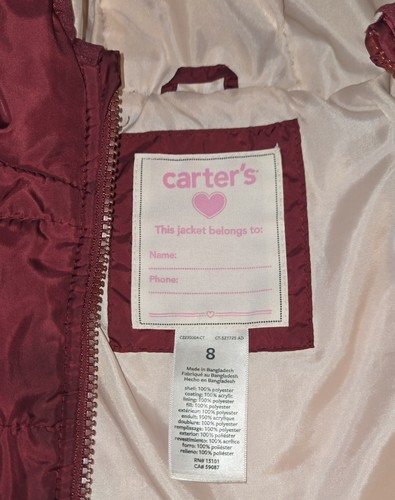 carter's
This jacket belongs to:
Name:
Phone:
8
Made in Bangladesh
Fabriqué au Bangladesh
Hecho en Bangladesh
shell: 100% polyester
coating: 100% acrylic
lining: 100% polyester
fill: 100% polyester
extérieur: 100% polyester
enduit: 100% acrylique
doublure: 100% polyester
remplissage: 100% polyester
exterior: 100% poliéster
revestimiento: 100% acrílico
forro: 100% poliéster
relleno: 100% poliéster
RN# 15101
CA# 59087